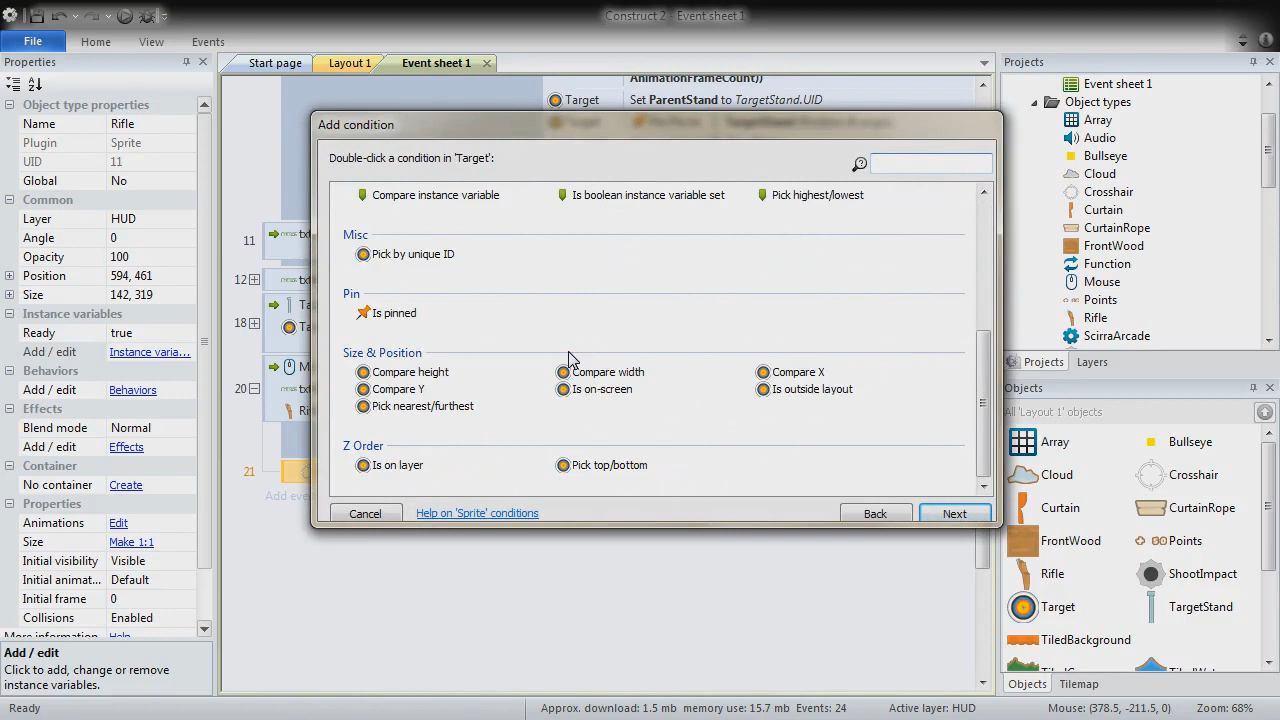 Construct 2 - Event sheet 1
File Home View Events
Properties
Object type properties
Name Rifle
Plugin Sprite
UID 11
Global No
Common
Layer HUD
Angle 0
Opacity 100
Position 594, 461
Size 142, 319
Instance variables
Ready true
Add / edit Instance varia...
Behaviors
Add / edit Behaviors
Effects
Blend mode Normal
Add / edit Effects
Container
No container Create
Properties
Animations Edit
Size Make 1:1
Initial visibility Visible
Initial animat... Default
Initial frame 0
Collisions Enabled
More information Help
Add / edit
Click to add, change or remove
instance variables.
Start page Layout 1 Event sheet 1
AnimationFrameCount))
Target Set ParentStand to TargetStand.UID
11
12
18
20
21
Add condition
Double-click a condition in 'Target':
Compare instance variable Is boolean instance variable set Pick highest/lowest
Misc
Pick by unique ID
Pin
Is pinned
Size & Position
Compare height Compare width Compare X
Compare Y Is on-screen Is outside layout
Pick nearest/furthest
Z Order
Is on layer Pick top/bottom
Cancel Help on 'Sprite' conditions Back Next
Projects
Event sheet 1
Object types
Array
Audio
Bullseye
Cloud
Crosshair
Curtain
CurtainRope
FrontWood
Function
Mouse
Points
Rifle
ScirraArcade
Projects Layers
Objects
All 'Layout 1' objects
Array Bullseye
Cloud Crosshair
Curtain CurtainRope
FrontWood Points
Rifle ShootImpact
Target TargetStand
TiledBackground
Objects Tilemap
Ready Approx. download: 1.5 mb memory use: 15.7 mb Events: 24 Active layer: HUD Mouse: (378.5, -211.5, 0) Zoom: 68%